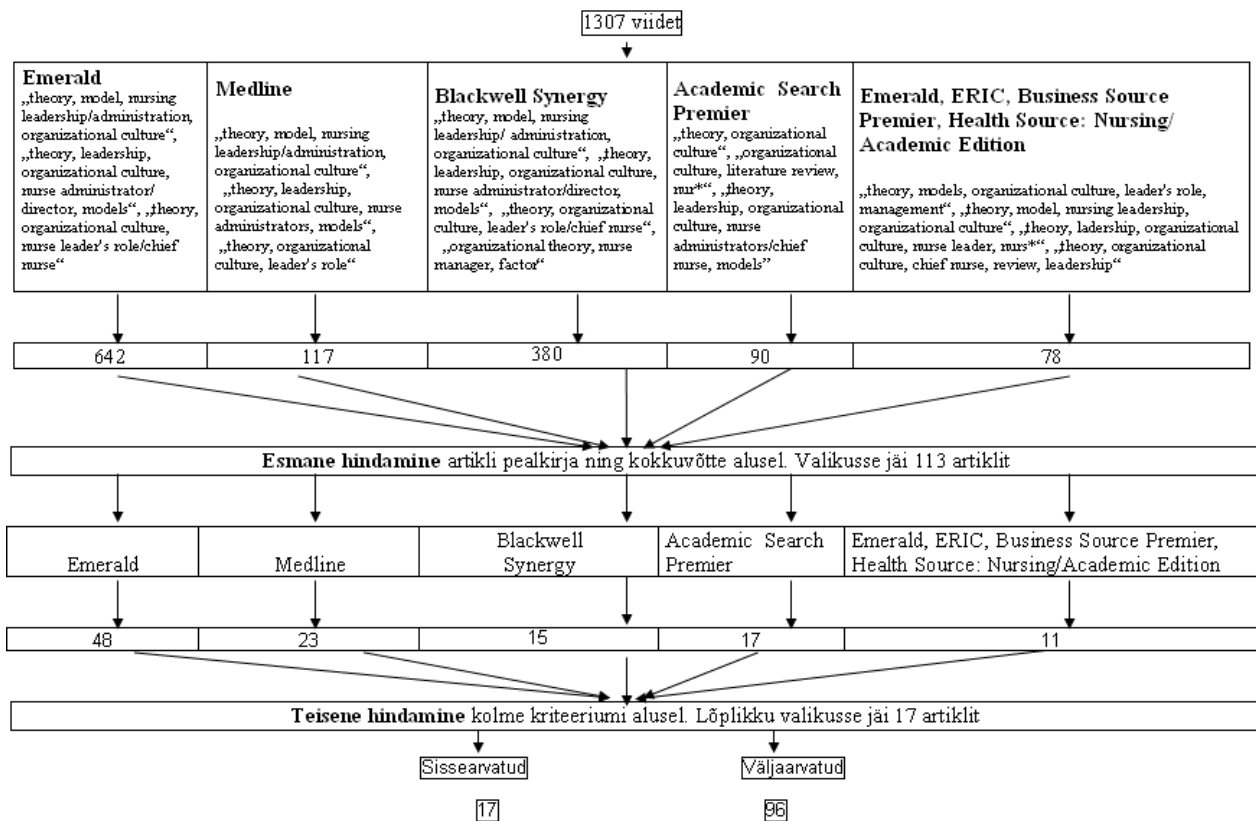 1307 viidet
Emerald
„theory, model, nursing
leadership/administration,
organizational culture“,
„theory, leadership,
organizational culture,
nurse administrator/
director, models“, „theory,
organizational culture,
nurse leader's role/chief
nurse“
Medline
„theory, model, nursing
leadership/administration,
organizational culture“,
„theory, leadership,
organizational culture, nurse
administrators, models“,
„theory, organizational
culture, leader's role“
Blackwell Synergy
„theory, model, nursing
leadership/ administration,
organizational culture“, „theory,
leadership, organizational culture,
nurse administrator/director,
models“, „theory, organizational
culture, leader's role/chief nurse“,
„organizational theory, nurse
manager, factor“
Academic Search
Premier
„theory, organizational
culture“, „organizational
culture, literature review,
nur*“, „theory,
leadership, organizational
culture, nurse
administrators/chief
nurse, models”
Emerald, ERIC, Business Source
Premier, Health Source: Nursing/
Academic Edition
„theory, models, organizational culture, leader's role,
management“, „theory, model, nursing leadership,
organizational culture“, „theory, ladership, organizational
culture, nurse leader, nurs*“, „theory, organizational
culture, chief nurse, review, leadership“
642
117
380
90
78
Esmane hindamine artikli pealkirja ning kokkuvõtte alusel. Valikusse jäi 113 artiklit
Emerald
Medline
Blackwell
Synergy
Academic Search
Premier
Emerald, ERIC, Business Source Premier,
Health Source: Nursing/Academic Edition
48
23
15
17
11
Teisene hindamine kolme kriteeriumi alusel. Lõplikku valikusse jäi 17 artiklit
Sissearvatud
Väljaarvatud
17
96